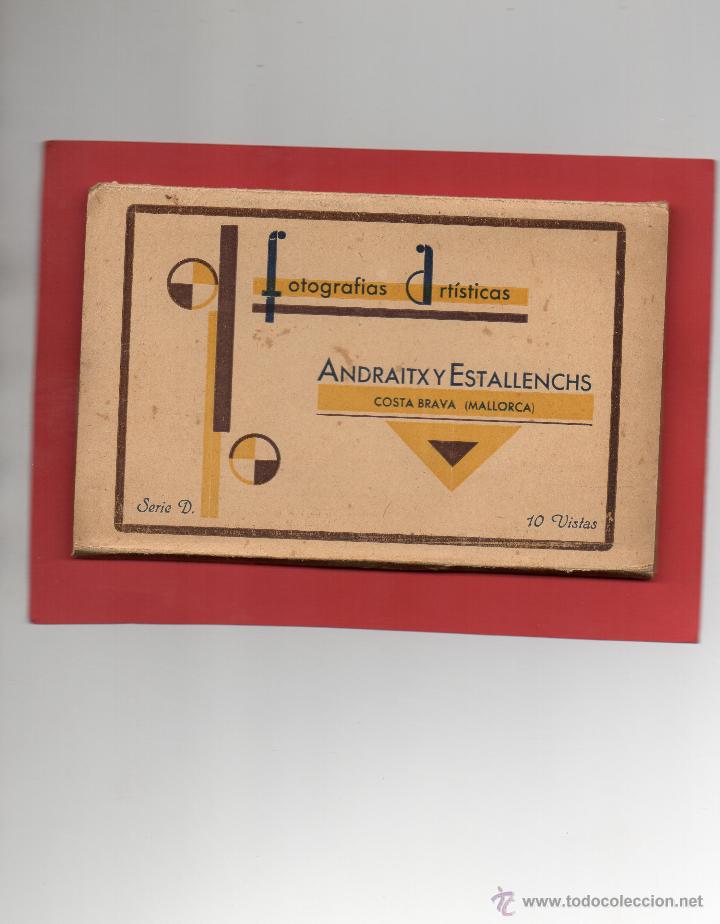 fotografias Artísticas
ANDRAITX Y ESTALLENCHS
COSTA BRAVA (MALLORCA)
Serie D.
10 Vistas
www.todocoleccion.net